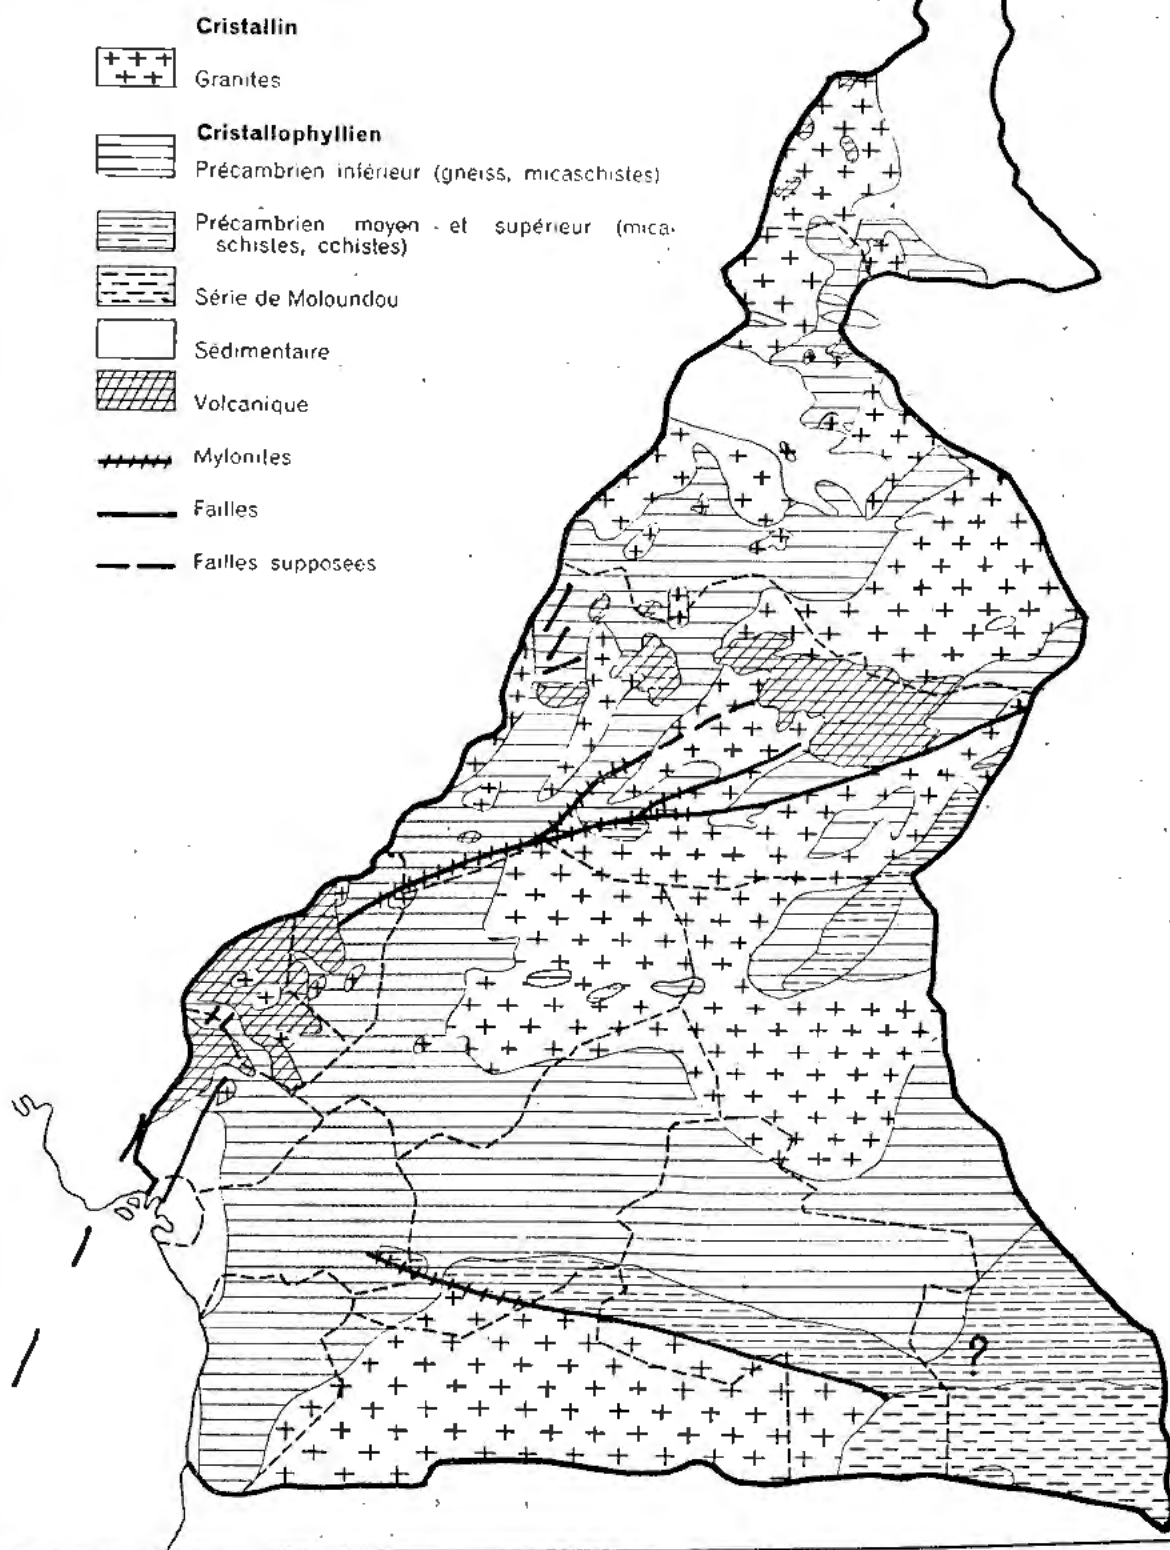 Cristallin
Granites
Cristallophyllien
Précambrien inférieur (gneiss, micaschistes)
Précambrien moyen et supérieur (mica-
schistes, cchistes)
Série de Moloundou
Sédimentaire
Volcanique
Mylonites
Failles
Failles supposees
?